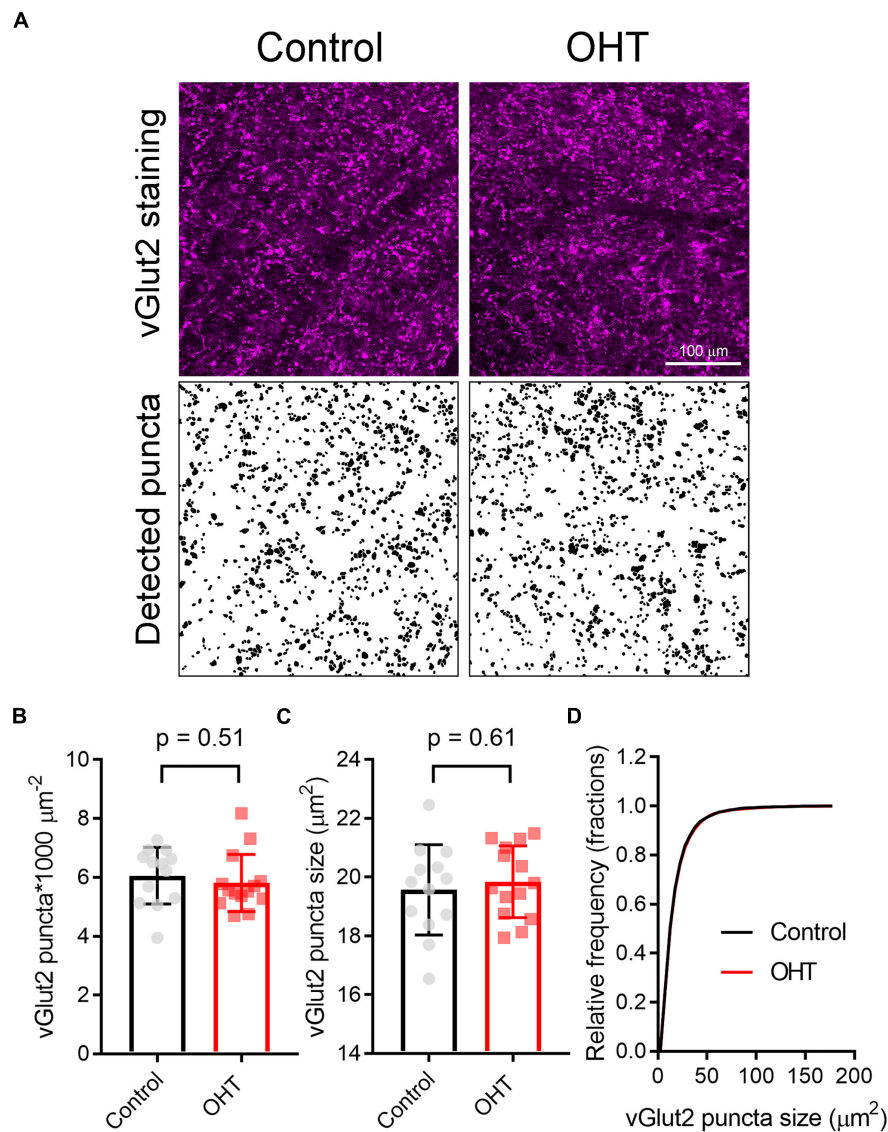 A
Control
OHT
vGlut2 staining
100 μm
Detected puncta
B
p = 0.51
vGlut2 puncta*1000 μm⁻²
10
8
6
4
2
0
Control
OHT
C
p = 0.61
vGlut2 puncta size (μm²)
24
22
20
18
16
14
Control
OHT
D
Relative frequency (fractions)
1.2
1.0
0.8
0.6
0.4
0.2
0.0
Control
OHT
0 50 100 150 200
vGlut2 puncta size (μm²)